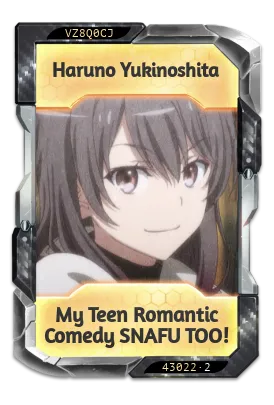 VZ8Q0CJ
Haruno Yukinoshita
My Teen Romantic
Comedy SNAFU TOO!
43022·2